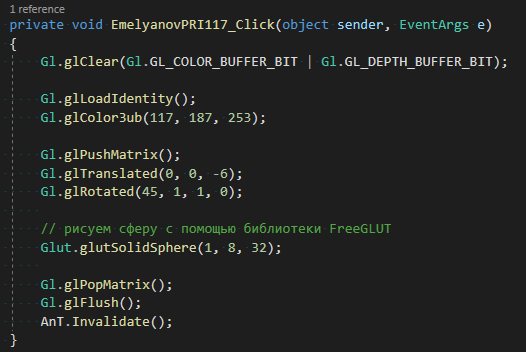 1 reference
private void EmelyanovPRI117_Click(object sender, EventArgs e)
{
Gl.glClear(Gl.GL_COLOR_BUFFER_BIT | Gl.GL_DEPTH_BUFFER_BIT);
Gl.glLoadIdentity();
Gl.glColor3ub(117, 187, 253);
Gl.glPushMatrix();
Gl.glTranslated(0, 0, -6);
Gl.glRotated(45, 1, 1, 0);
// рисуем сферу с помощью библиотеки FreeGLUT
Glut.glutSolidSphere(1, 8, 32);
Gl.glPopMatrix();
Gl.glFlush();
AnT.Invalidate();
}